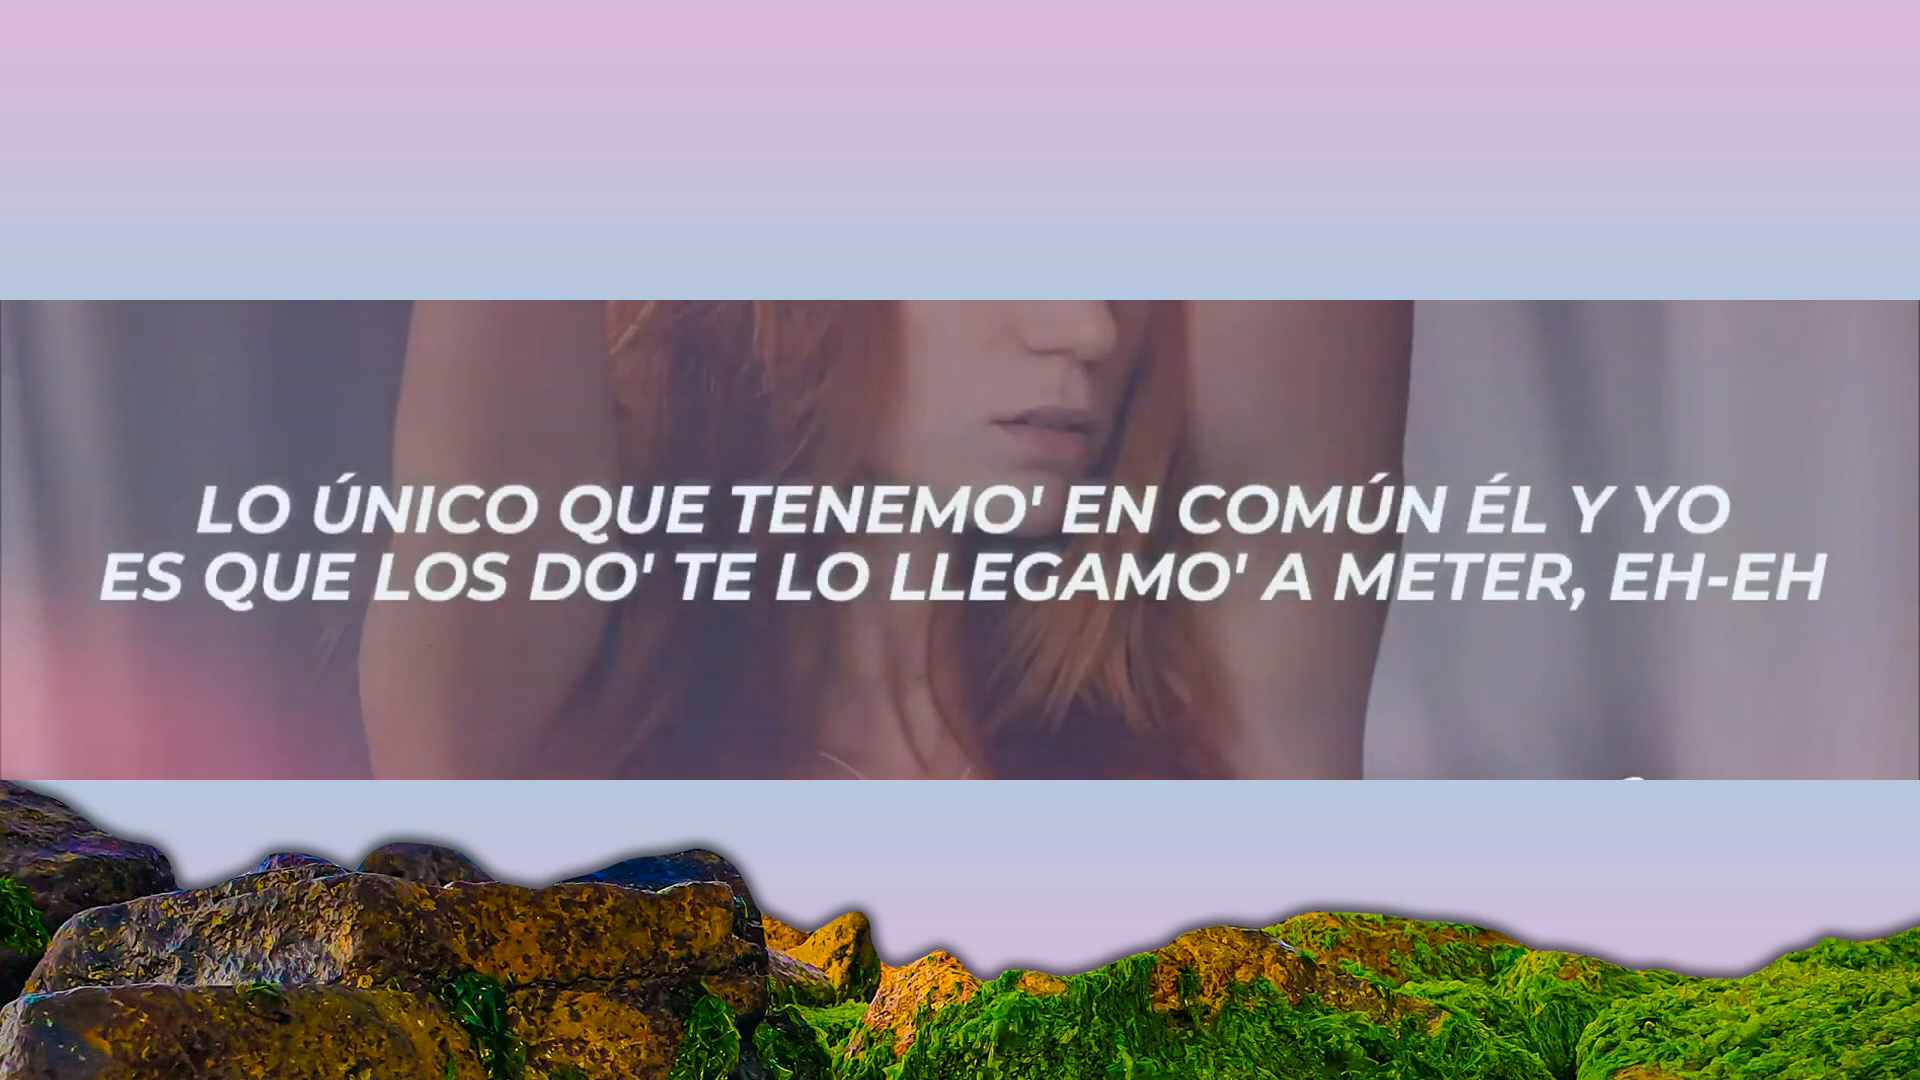 LO ÚNICO QUE TENEMO' EN COMÚN ÉL Y YO
ES QUE LOS DO' TE LO LLEGAMO' A METER, EH-EH